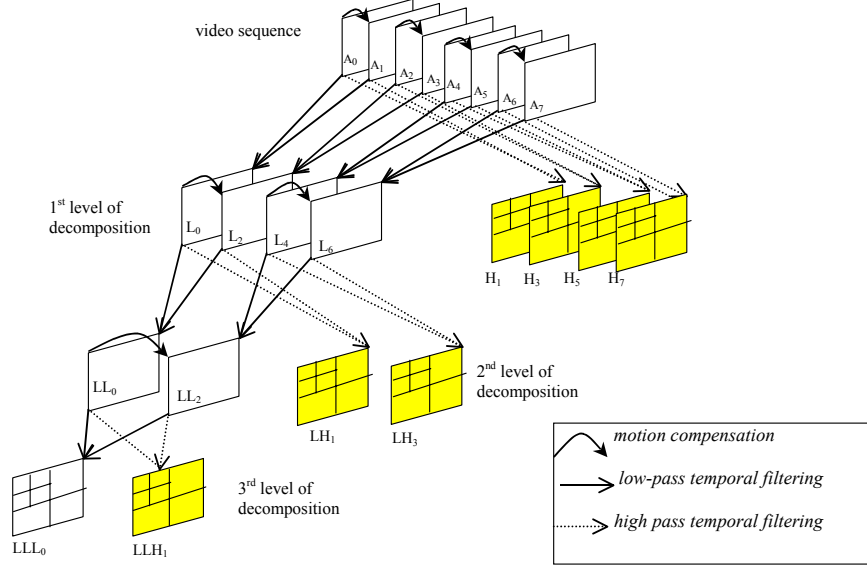 video sequence
A₀
A₁
A₂
A₃
A₄
A₅
A₆
A₇
1ˢᵗ level of
decomposition
L₀
L₂
L₄
L₆
H₁ H₃ H₅ H₇
LL₀
LL₂
LH₁
LH₃
2ⁿᵈ level of
decomposition
LLL₀
LLH₁
3ʳᵈ level of
decomposition
motion compensation
low-pass temporal filtering
high pass temporal filtering